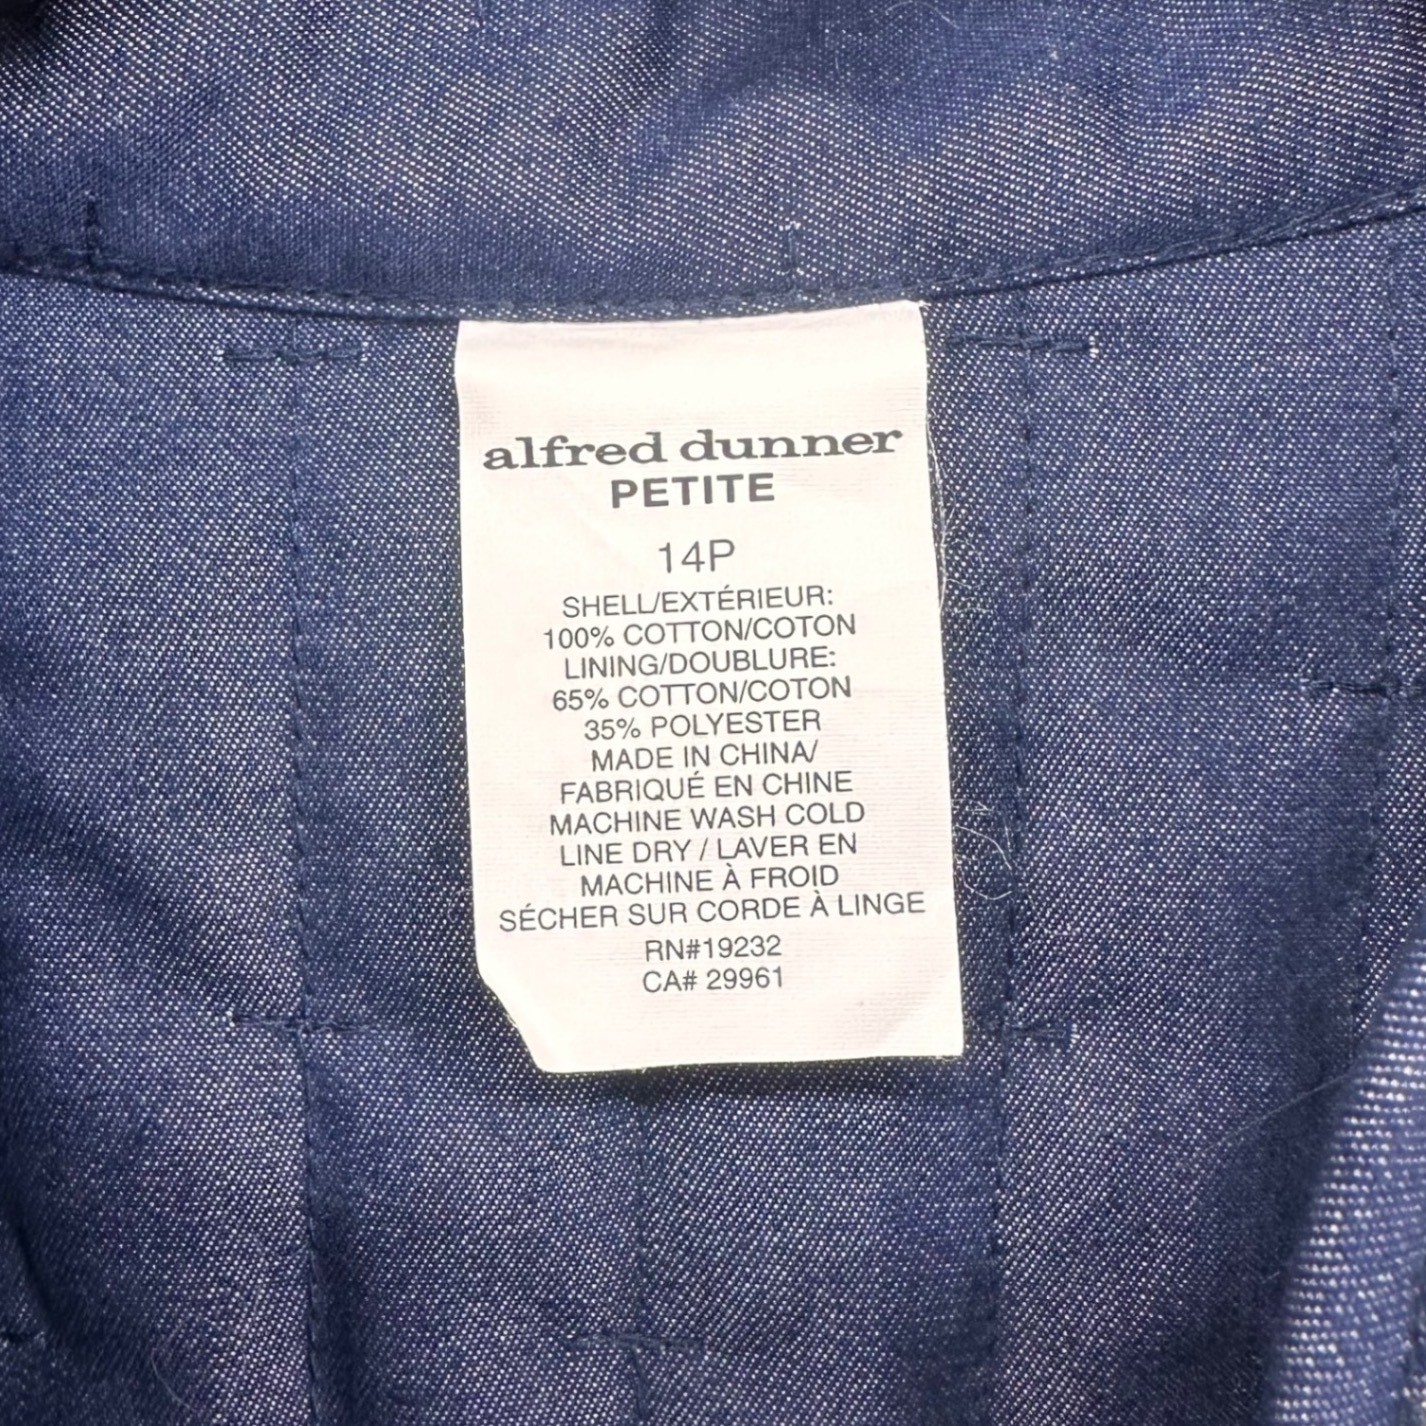 alfred dunner
PETITE
14P
SHELL/EXTÉRIEUR:
100% COTTON/COTON
LINING/DOUBLURE:
65% COTTON/COTON
35% POLYESTER
MADE IN CHINA/
FABRIQUÉ EN CHINE
MACHINE WASH COLD
LINE DRY / LAVER EN
MACHINE À FROID
SÉCHER SUR CORDE À LINGE
RN#19232
CA# 29961